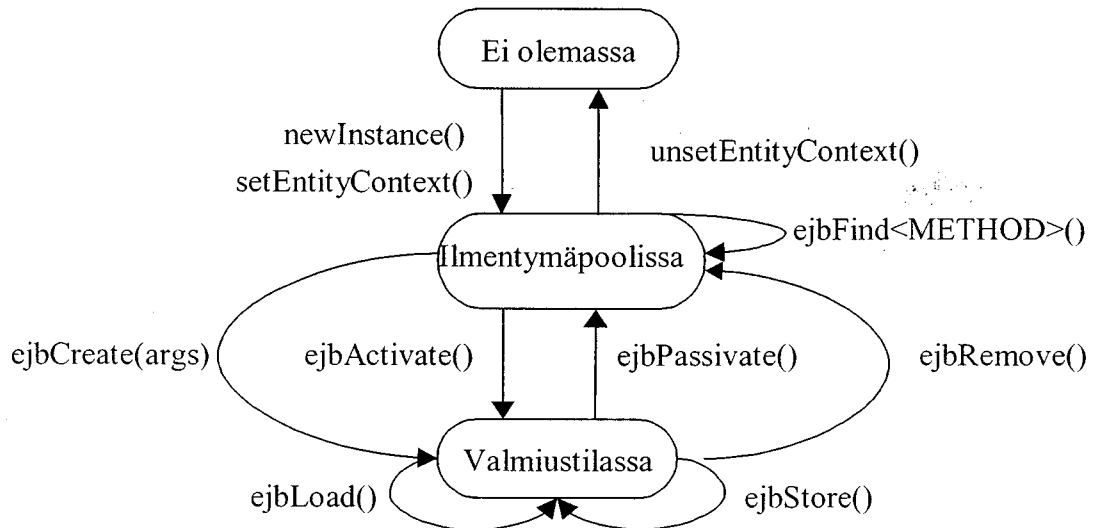 Ei olemassa
newInstance()
setEntityContext()
unsetEntityContext()
ejbFind<METHOD>()
Ilmentymäpoolissa
ejbCreate(args)
ejbActivate()
ejbPassivate()
ejbRemove()
Valmiustilassa
ejbLoad()
ejbStore()